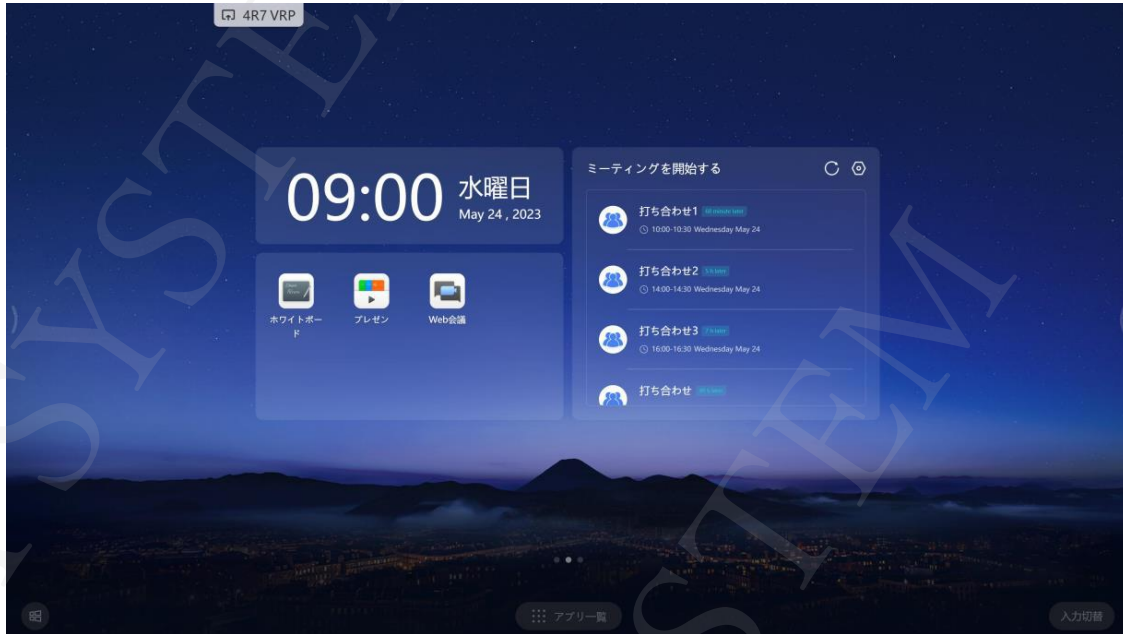 4R7 VRP
09:00
水曜日
May 24 , 2023
ホワイトボー
ド
プレゼン
Web会議
ミーティングを開始する
打ち合わせ1
10:00-10:30 Wednesday May 24
打ち合わせ2
14:00-14:30 Wednesday May 24
打ち合わせ3
16:00-16:30 Wednesday May 24
打ち合わせ
アプリ一覧
入力切替
SYSTEM